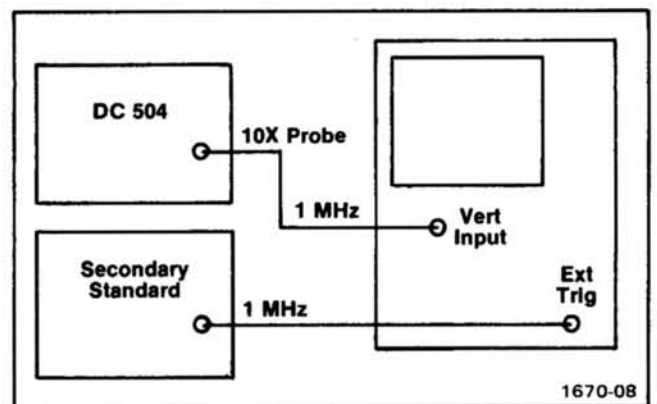 DC 504
10X Probe
1 MHz
Vert
Input
Secondary
Standard
1 MHz
Ext
Trig
1670-08